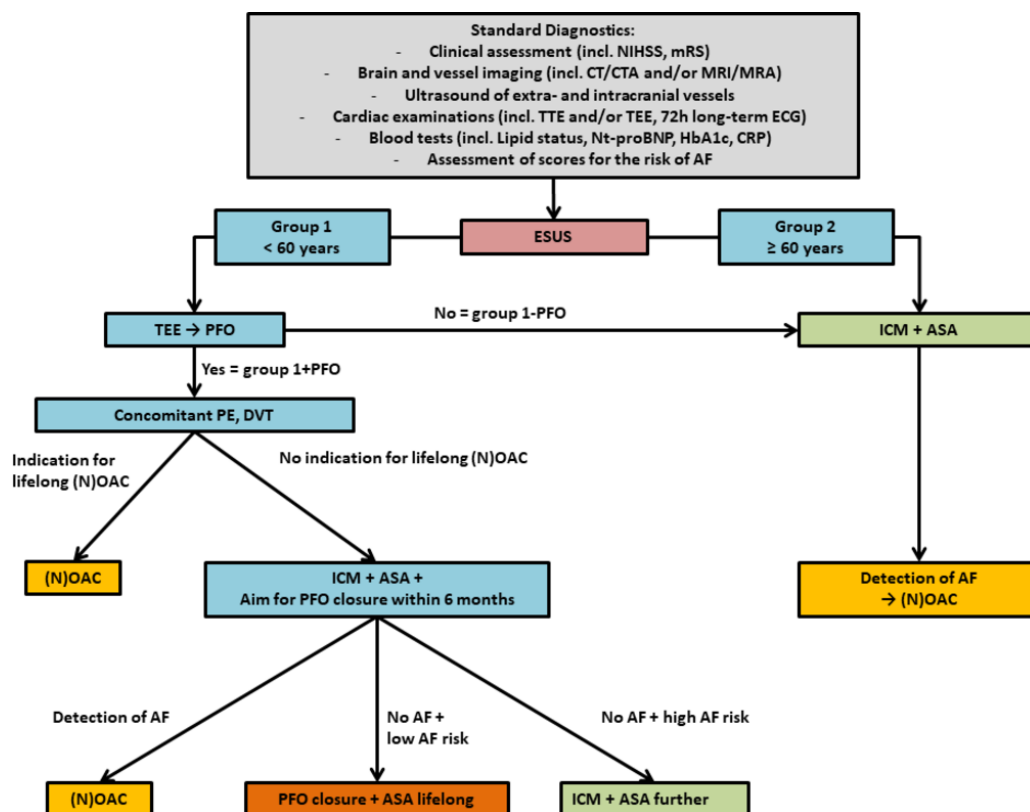 Standard Diagnostics:
- Clinical assessment (incl. NIHSS, mRS)
- Brain and vessel imaging (incl. CT/CTA and/or MRI/MRA)
- Ultrasound of extra- and intracranial vessels
- Cardiac examinations (incl. TTE and/or TEE, 72h long-term ECG)
- Blood tests (incl. Lipid status, Nt-proBNP, HbA1c, CRP)
- Assessment of scores for the risk of AF
Group 1
< 60 years
ESUS
Group 2
≥ 60 years
TEE → PFO
No = group 1-PFO
ICM + ASA
Yes = group 1+PFO
Concomitant PE, DVT
Indication for
lifelong (N)OAC
No indication for lifelong (N)OAC
(N)OAC
ICM + ASA +
Aim for PFO closure within 6 months
Detection of AF
→ (N)OAC
Detection of AF
No AF +
low AF risk
No AF + high AF risk
(N)OAC
PFO closure + ASA lifelong
ICM + ASA further